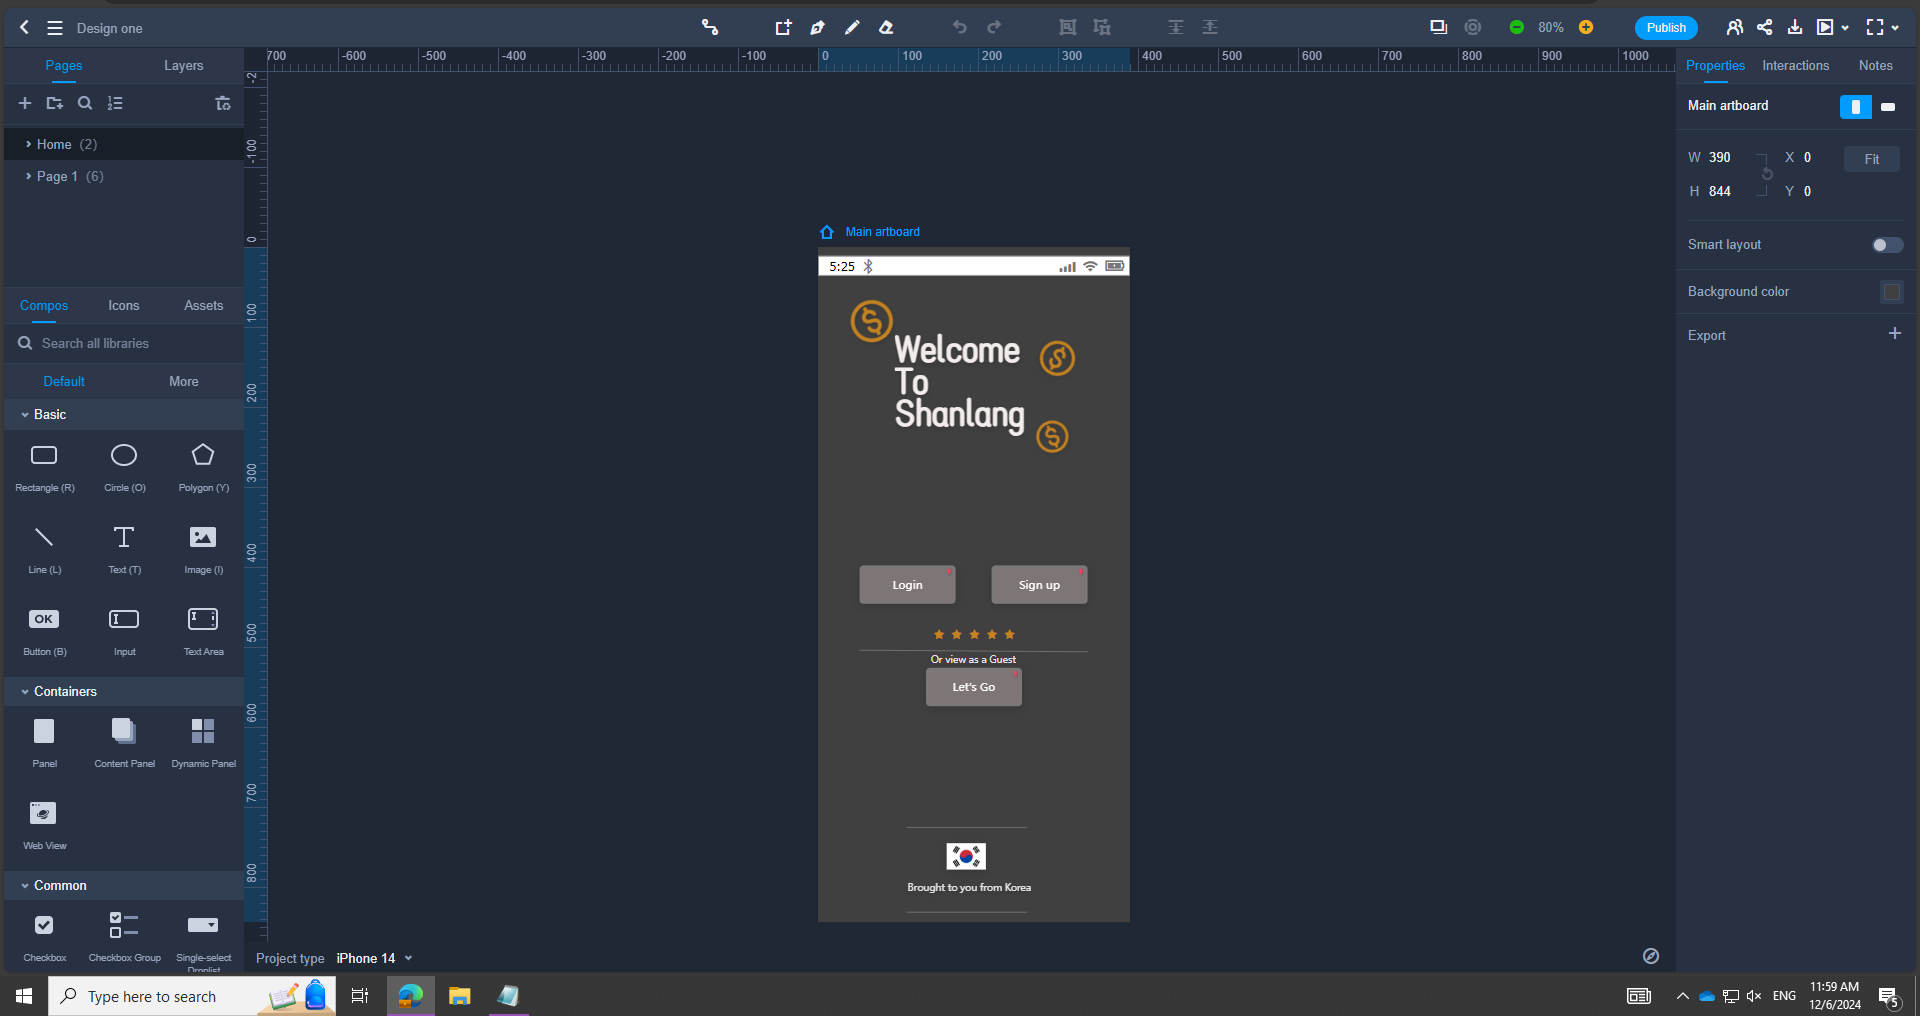 Design one
80%
Publish
Pages
Layers
Home (2)
Page 1 (6)
Compos
Icons
Assets
Search all libraries
Default
More
Basic
Rectangle (R)
Circle (O)
Polygon (Y)
Line (L)
Text (T)
Image (I)
OK
Button (B)
Input
Text Area
Containers
Panel
Content Panel
Dynamic Panel
Web View
Common
Checkbox
Checkbox Group
Single-select
Droplist
700 -600 -500 -400 -300 -200 -100 0 100 200 300 400 500 600 700 800 900 1000
-2
-100
0
100
200
300
400
500
600
700
800
Main artboard
5:25
Welcome
To
Shanlang
Login
Sign up
Or view as a Guest
Let's Go
Brought to you from Korea
Project type iPhone 14
Properties
Interactions
Notes
Main artboard
W 390
X 0
Fit
H 844
Y 0
Smart layout
Background color
Export
Type here to search
ENG
11:59 AM
12/6/2024
5